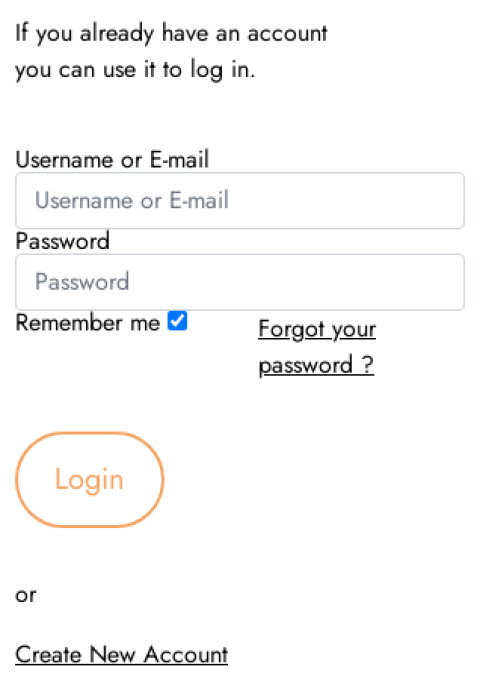 If you already have an account
you can use it to log in.
Username or E-mail
Username or E-mail
Password
Password
Remember me
Forgot your
password ?
Login
or
Create New Account